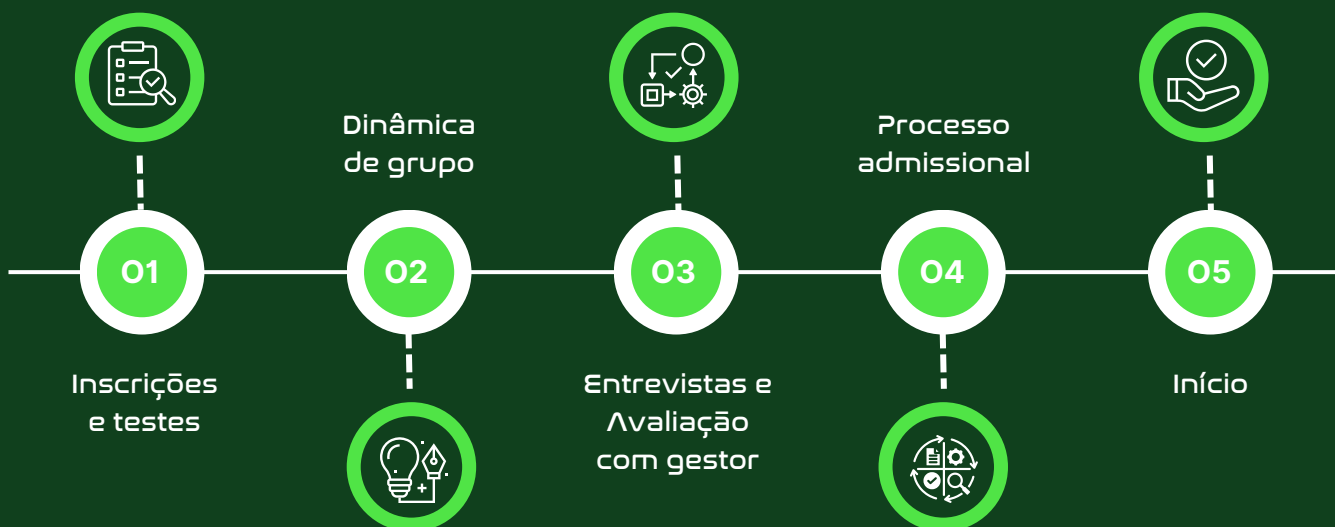 01
Inscrições
e testes
Dinâmica
de grupo
02
03
Entrevistas e
Avaliação
com gestor
Processo
admissional
04
05
Início